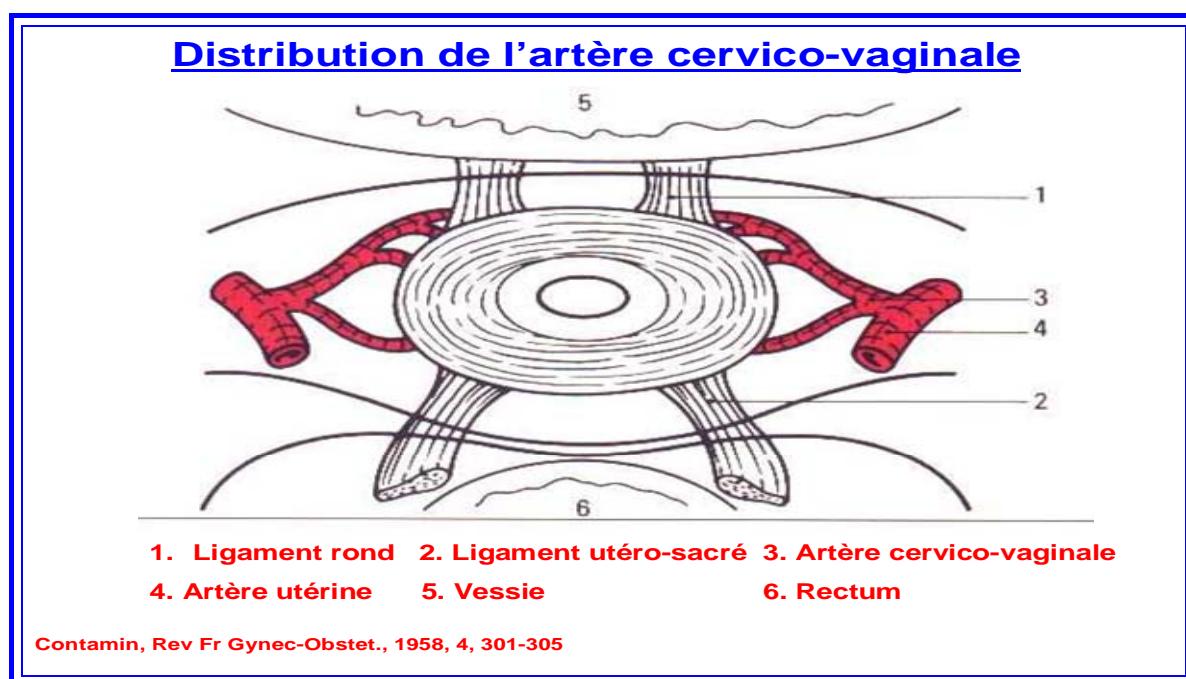 Distribution de l’artère cervico-vaginale
5
1
3
4
2
6
1. Ligament rond 2. Ligament utéro-sacré 3. Artère cervico-vaginale
4. Artère utérine 5. Vessie 6. Rectum
Contamin, Rev Fr Gynec-Obstet., 1958, 4, 301-305